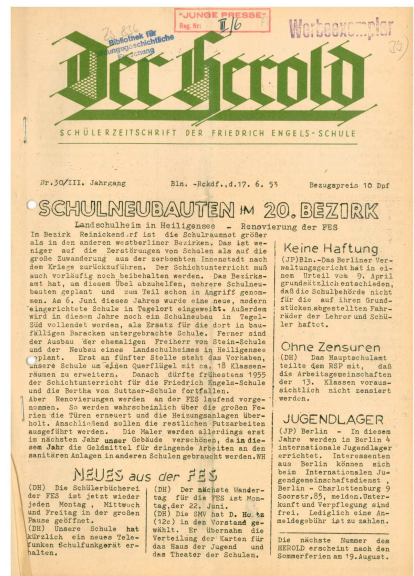 "JUNGE PRESSE"
Reg. Nr. II/6
Bibliothek für
Bildungsgeschichtliche
Forschung
Werbeexemplar
Der Herold
SCHÜLERZEITSCHRIFT DER FRIEDRICH ENGELS-SCHULE
Nr.30/III. Jahrgang Bln. -Rckdf.,d.17. 6. 53 Bezugspreis 10 Dpf
SCHULNEUBAUTEN IM 20. BEZIRK
Landschulheim in Heiligensee - Renovierung der FES
Im Bezirk Reinickendorf ist die Schulraumnot größer
als in den anderen westberliner Bezirken. Das ist we-
niger auf die Zerstörungen von Schulen als auf die
große Zuwanderung aus der zerbombten Innenstadt nach
dem Kriege zurückzuführen. Der Schichtunterricht muß
auch vorläufig noch beibehalten werden. Das Bezirks-
amt hat, um diesem Übel abzuhelfen, mehrere Schulneu-
bauten geplant und zum Teil schon in Angriff genom-
men. Am 6. Juni dieses Jahres wurde eine neue, modern
eingerichtete Schule in Tegelort eingeweiht. Außerdem
wird in diesem Jahre noch ein Schulneubau in Tegel-
Süd vollendet werden, als Ersatz für die dort in bau-
fälligen Baracken untergebrachte Schule. Ferner sind
der Ausbau der ehemaligen Freiherr von Stein-Schule
und der Neubau eines Landschulheimes in Heiligensee
geplant. Erst an fünfter Stelle steht das Vorhaben,
unsere Schule um einen Querflügel mit ca. 18 Klassen-
räumen zu erweitern. Danach dürfte frühestens 1955
der Schichtunterricht für die Friedrich Engels-Schule
und die Bertha von Suttner-Schule fortfallen.
Aber Renovierungen werden an der FES laufend vorge-
nommen. So werden wahrscheinlich über die großen Fe-
rien die Türen erneuert und die Heizungsanlagen über-
holt. Anschließend sollen die restlichen Putzarbeiten
ausgeführt werden. Die Maler werden allerdings erst
im nächsten Jahr unser Gebäude verschönen, da in die-
sem Jahr die Geldmittel für dringende Arbeiten an den
sanitären Anlagen in anderen Schulen gebraucht werden.WH
NEUES aus der FES
(DH) Die Schülerbücherei
der FES ist jetzt wieder
jeden Montag , Mittwoch
und Freitag in der großen
Pause geöffnet.
(DH) Unsere Schule hat
kürzlich ein neues Tele-
funken Schulfunkgerät er-
halten.
(DH) Der nächste Wander-
tag für die FES ist Mon-
tag,der 22. Juni.
(DH) Die SMV hat D.
(12c) in den Vorstand ge-
wählt. Er übernahm die
Verteilung der Karten für
das Haus der Jugend und
das Theater der Schulen.
Keine Haftung
(JP)Bln.-Das Berliner Ver-
waltungsgericht hat in ei-
nem Urteil vom 9. April
grundsätzlich entschieden,
daß die Schulbehörde nicht
für die auf ihren Grund-
stücken abgestellten Fahr-
räder der Lehrer und Schü-
ler haftet.
Ohne Zensuren
(DH) Das Hauptschulamt
teilte dem RSP mit, daß
die Arbeitsgemeinschaften
der 13. Klassen voraus-
sichtlich nicht zensiert
werden.
JUGENDLAGER
(JP) Berlin - In diesem
Jahre werden in Berlin 4
internationale Jugendlager
errichtet. Interessenten
aus Berlin können sich
beim Internationalen Ju-
gendgemeinschaftsdienst ,
Berlin - Charlottenburg 9
Soorstr.85, melden.Unter-
kunft und Verpflegung sind
frei, lediglich eine An-
meldegebühr ist zu zahlen.
Die nächste Nummer des
HEROLD erscheint nach den
Sommerferien am 19.August.